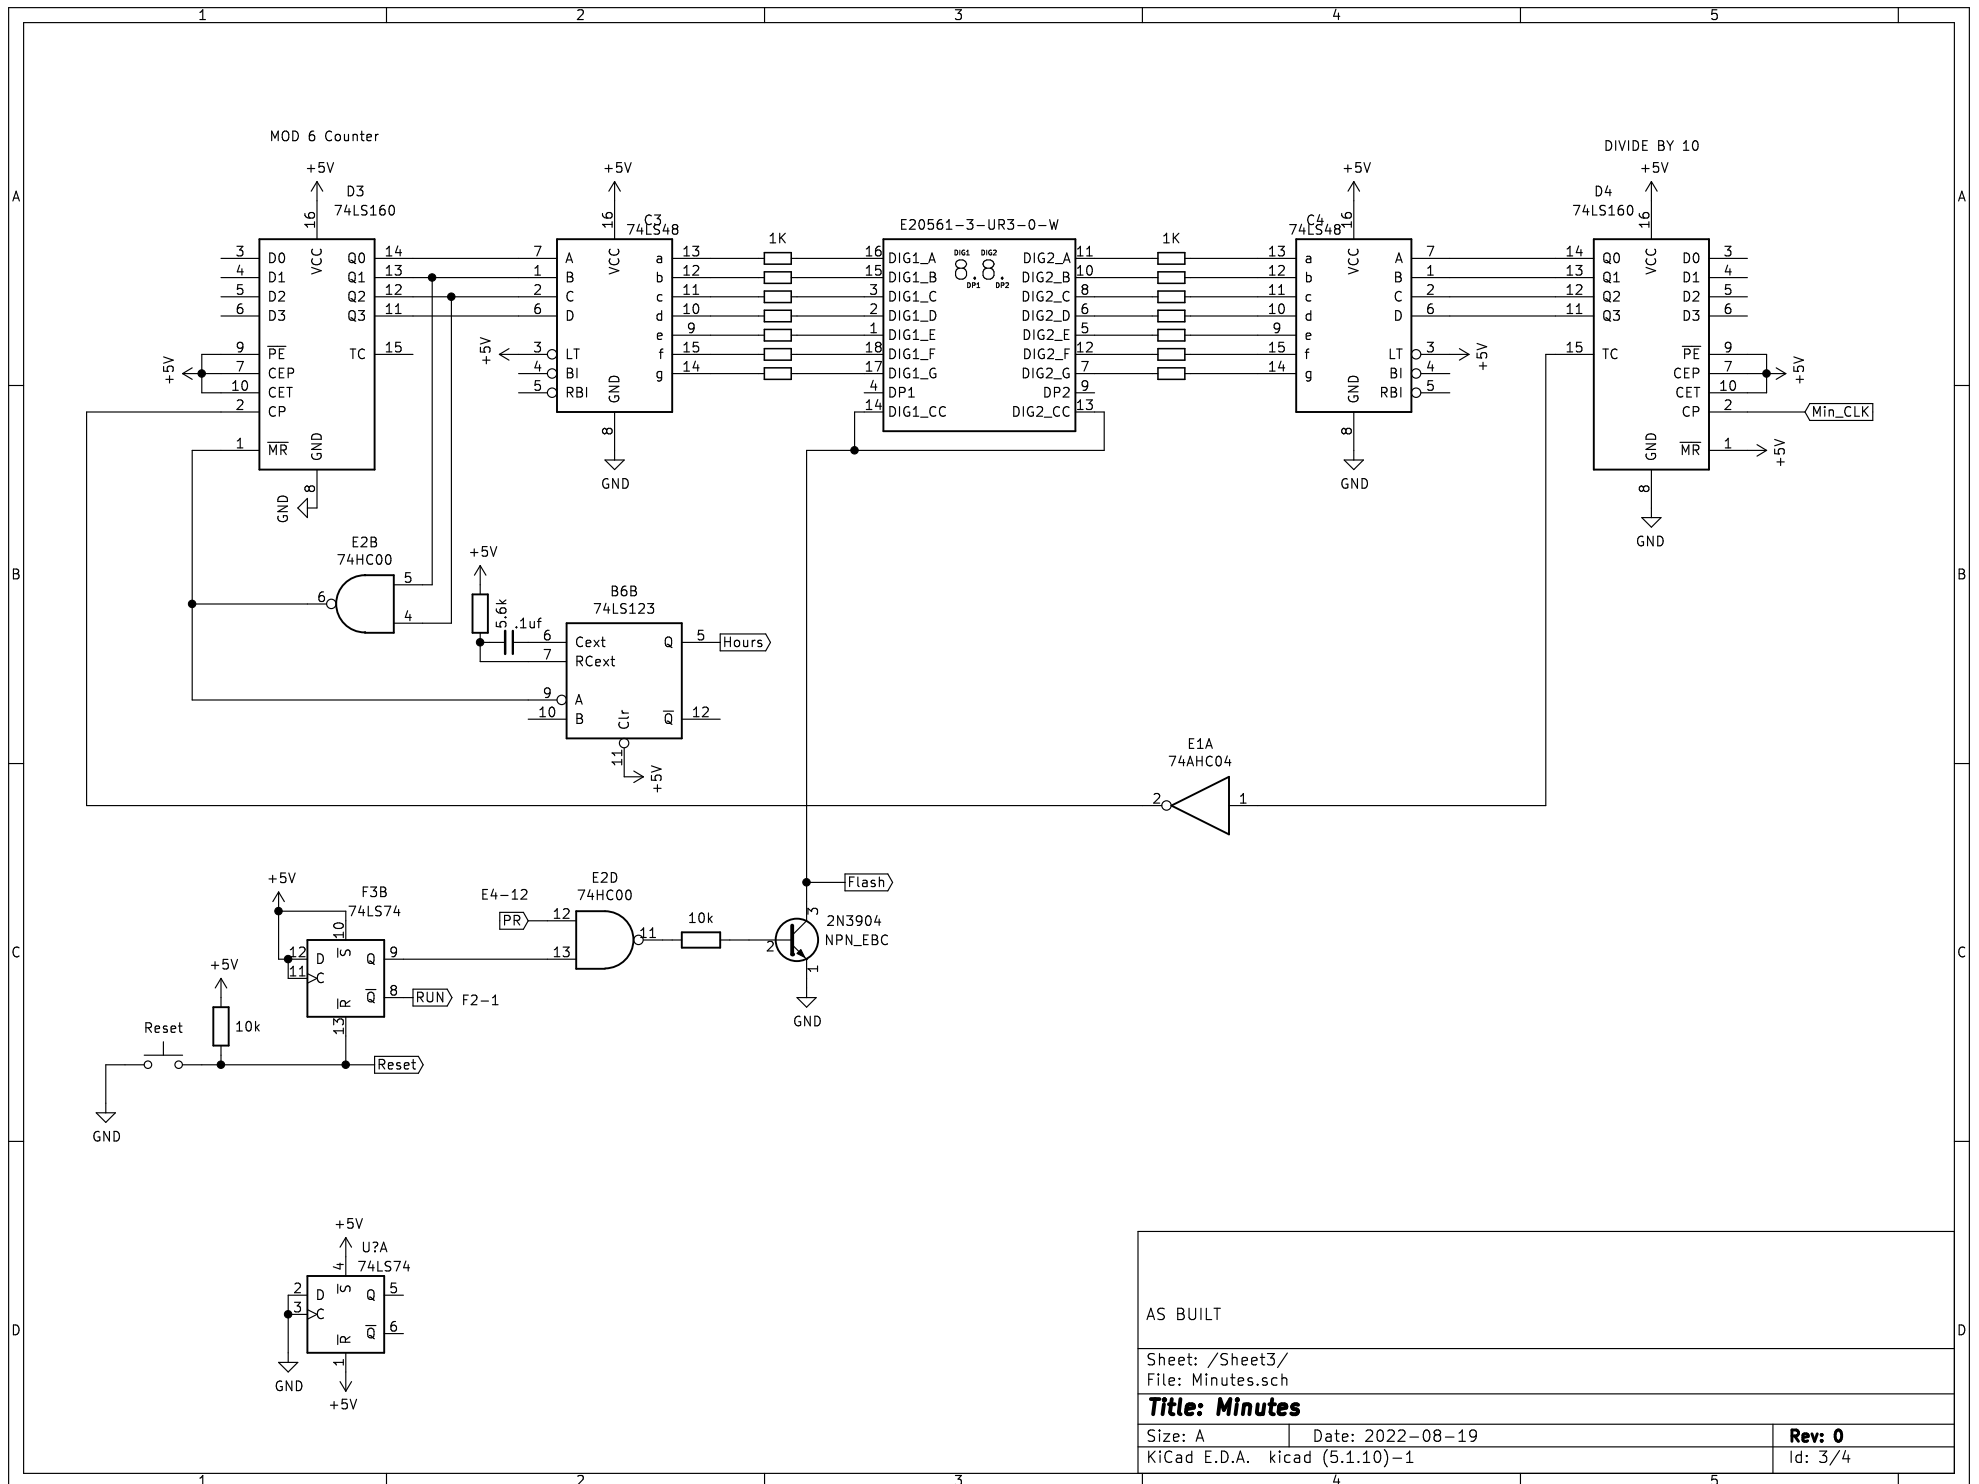 1 2 3 4 5
MOD 6 Counter
+5V
D3
74LS160
16
VCC
3 D0 Q0 14
4 D1 Q1 13
5 D2 Q2 12
6 D3 Q3 11
TC 15
9 PE
7 CEP
10 CET
2 CP
1 MR
+5V
GND
8
GND
+5V
C3
74LS48
16
VCC
7 A a 13
1 B b 12
2 C c 11
6 D d 10
e 9
3 LT f 15
4 BI g 14
5 RBI
+5V
GND
8
GND
1K
E20561-3-UR3-0-W
DIG1 DIG2
8.8.
DP1 DP2
16 DIG1_A DIG2_A 11
15 DIG1_B DIG2_B 10
3 DIG1_C DIG2_C 8
2 DIG1_D DIG2_D 6
1 DIG1_E DIG2_E 5
18 DIG1_F DIG2_F 12
17 DIG1_G DIG2_G 7
4 DP1 DP2 9
14 DIG1_CC DIG2_CC 13
1K
+5V
C4
74LS48
16
VCC
13 a A 7
12 b B 1
11 c C 2
10 d D 6
9 e
15 f LT 3
14 g BI 4
RBI 5
+5V
GND
8
GND
DIVIDE BY 10
+5V
D4
74LS160
16
VCC
14 Q0 D0 3
13 Q1 D1 4
12 Q2 D2 5
11 Q3 D3 6
15 TC
PE 9
CEP 7
CET 10
CP 2
MR 1
+5V
Min_CLK
+5V
GND
8
GND
A A
B B
C C
D D
E2B
74HC00
5
6
4
+5V
5.6k
.1uf
B6B
74LS123
6 Cext Q 5
7 RCext
9 A
10 B Q 12
Clr
11
+5V
Hours
E1A
74AHC04
2 1
+5V
F3B
74LS74
10
12 D S Q 9
11 C
R Q 8
13
RUN F2-1
+5V
10k
Reset
Reset
GND
E4-12
PR
E2D
74HC00
12
11
13
10k
Flash
3
2
1
2N3904
NPN_EBC
GND
+5V
U?A
74LS74
4
2 D S Q 5
3 C
R Q 6
1
GND
+5V
AS BUILT
Sheet: /Sheet3/
File: Minutes.sch
Title: Minutes
Size: A Date: 2022-08-19 Rev: 0
KiCad E.D.A. kicad (5.1.10)-1 Id: 3/4
1 2 3 4 5